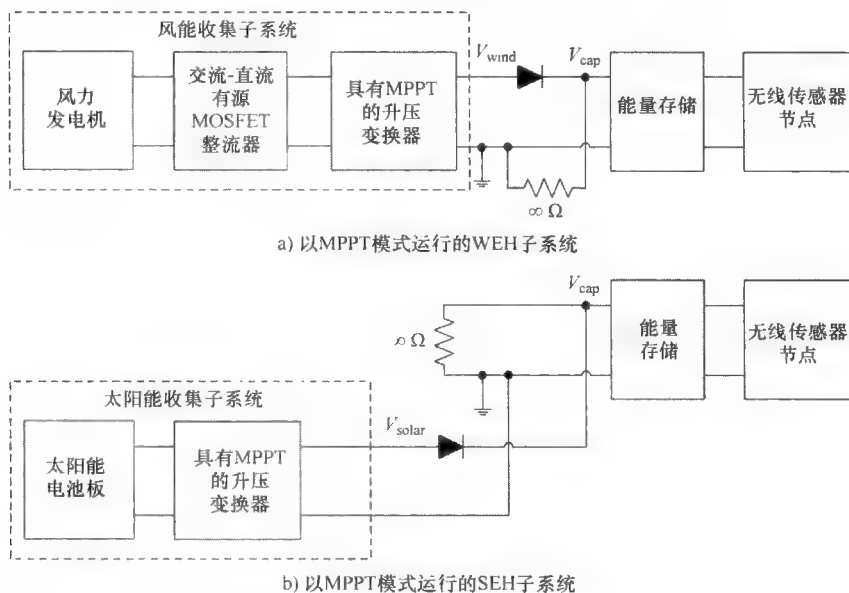 风能收集子系统
风力
发电机
交流-直流
有源
MOSFET
整流器
具有MPPT
的升压
变换器
Vwind
Vcap
能量存储
无线传感器
节点
∞ Ω
a) 以MPPT模式运行的WEH子系统
Vcap
∞ Ω
能量
存储
无线传感器
节点
太阳能收集子系统
太阳能
电池板
具有MPPT
的升压
变换器
Vsolar
b) 以MPPT模式运行的SEH子系统